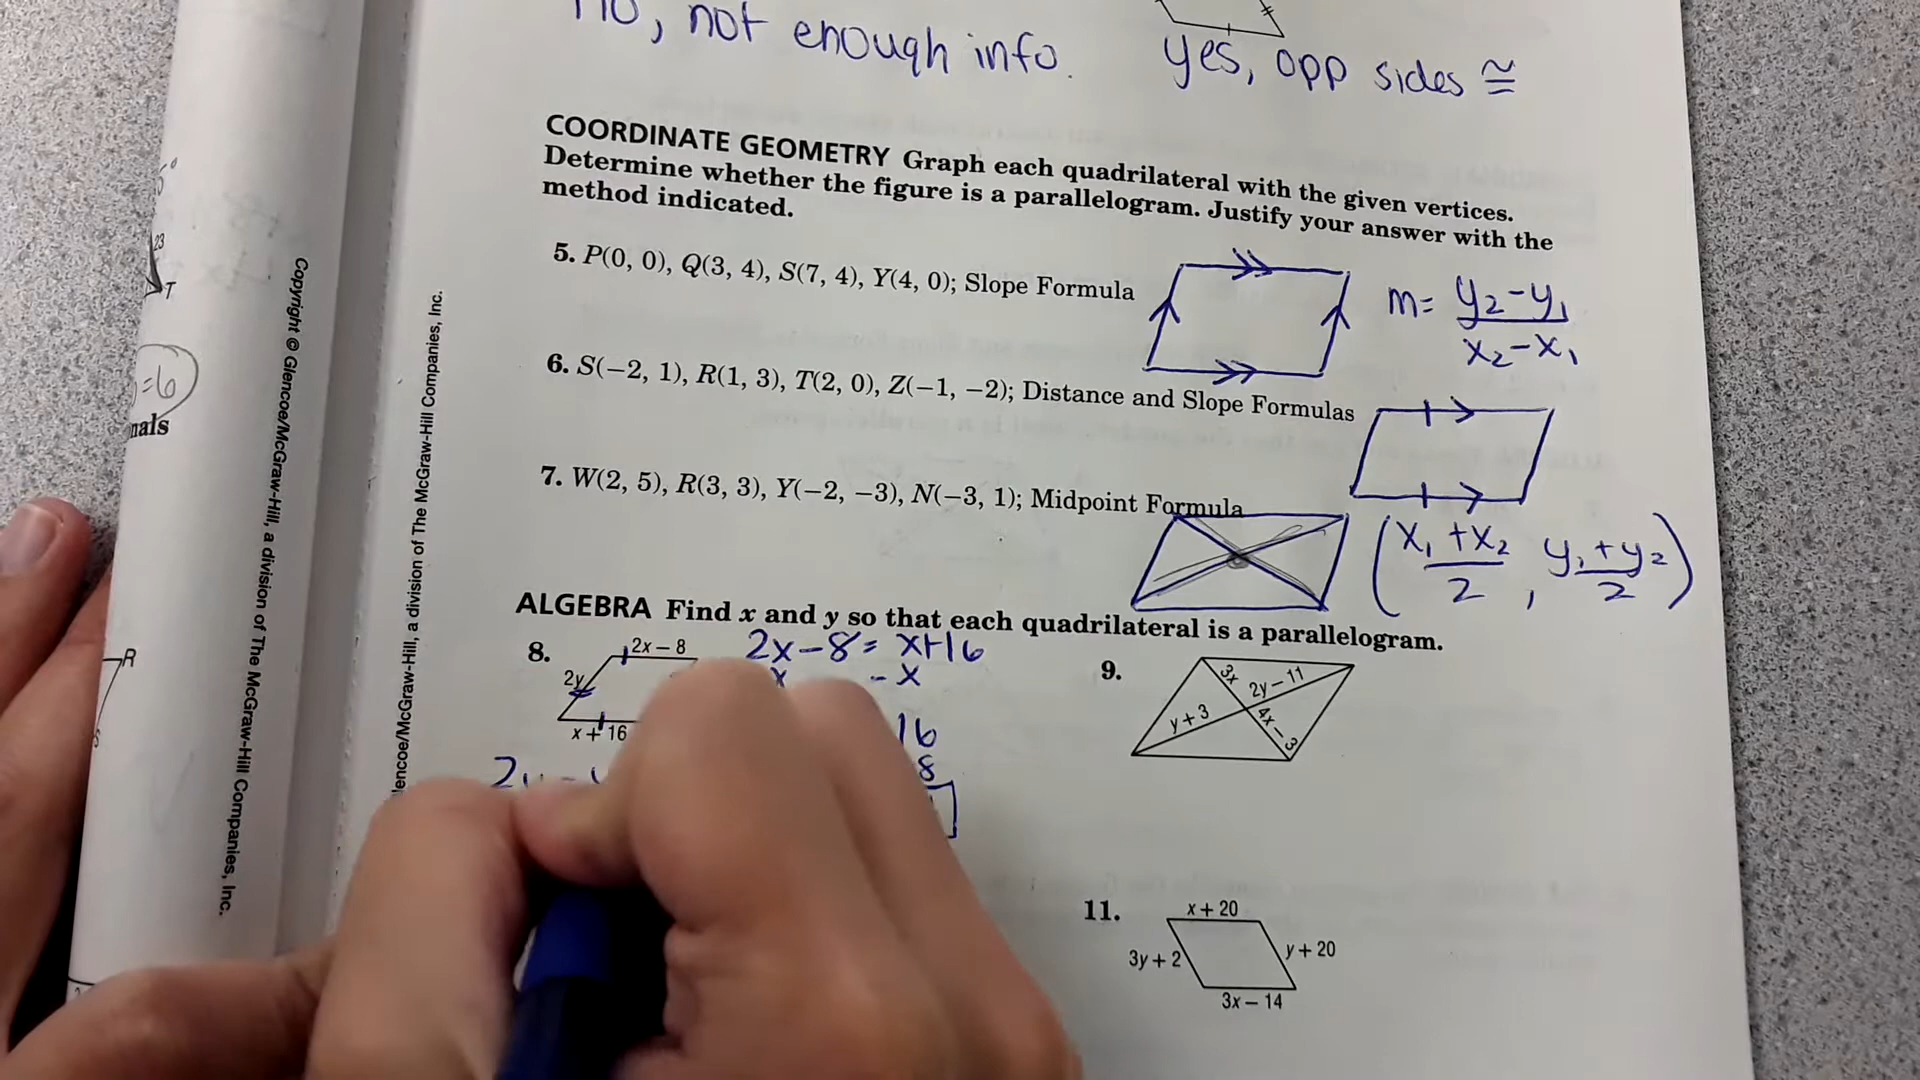 no, not enough info.
yes, opp sides ≅
COORDINATE GEOMETRY Graph each quadrilateral with the given vertices.
Determine whether the figure is a parallelogram. Justify your answer with the
method indicated.
5. P(0, 0), Q(3, 4), S(7, 4), Y(4, 0); Slope Formula
m = y₂-y₁
x₂-x₁
6. S(−2, 1), R(1, 3), T(2, 0), Z(−1, −2); Distance and Slope Formulas
7. W(2, 5), R(3, 3), Y(−2, −3), N(−3, 1); Midpoint Formula
(x₁+x₂ , y₁+y₂)
2 2
ALGEBRA Find x and y so that each quadrilateral is a parallelogram.
8.
2x − 8
2y
x + 16
2x-8= x+16
x -x
16
8
2y
9.
3x
2y − 11
y + 3
4x − 3
11.
x + 20
3y + 2
y + 20
3x − 14
Copyright © Glencoe/McGraw-Hill, a division of The McGraw-Hill Companies, Inc.
lencoe/McGraw-Hill, a division of The McGraw-Hill Companies, Inc.
23
T
=6
nals
R